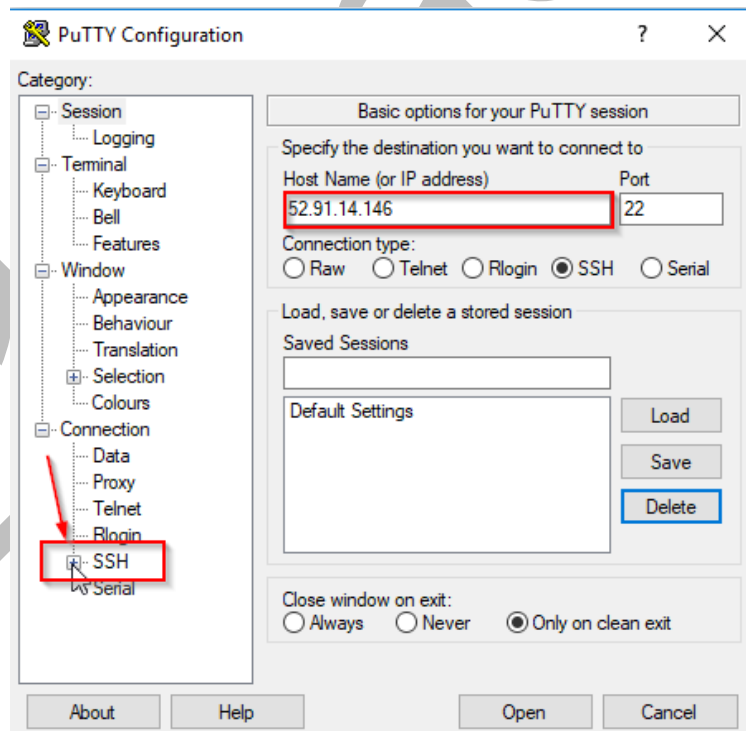 PuTTY Configuration
?
Category:
Session
Logging
Terminal
Keyboard
Bell
Features
Window
Appearance
Behaviour
Translation
Selection
Colours
Connection
Data
Proxy
Telnet
Rlogin
SSH
Serial
Basic options for your PuTTY session
Specify the destination you want to connect to
Host Name (or IP address) Port
52.91.14.146 22
Connection type:
Raw Telnet Rlogin SSH Serial
Load, save or delete a stored session
Saved Sessions
Default Settings
Load
Save
Delete
Close window on exit:
Always Never Only on clean exit
About Help Open Cancel